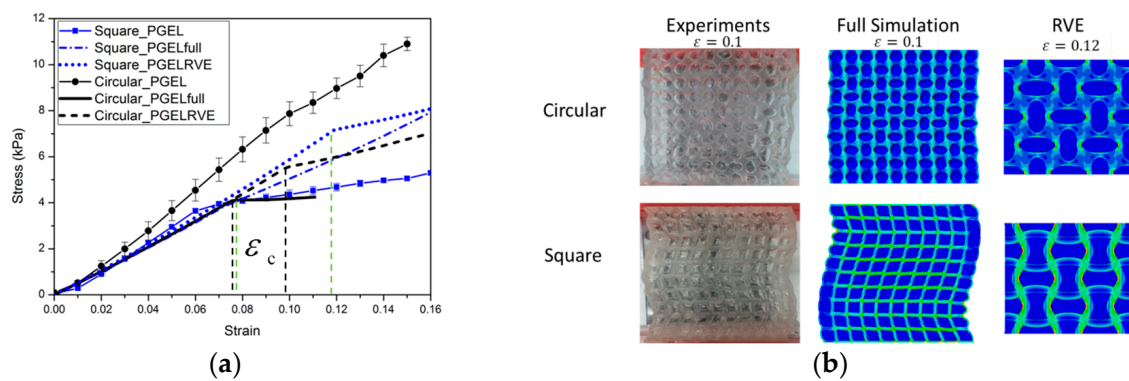 12
10
8
6
4
2
0
Stress (kPa)
Square_PGEL
Square_PGELfull
Square_PGELRVE
Circular_PGEL
Circular_PGELfull
Circular_PGELRVE
ε c
0.00 0.02 0.04 0.06 0.08 0.10 0.12 0.14 0.16
Strain
(a)
Experiments Full Simulation RVE
ε = 0.1 ε = 0.1 ε = 0.12
Circular
Square
(b)